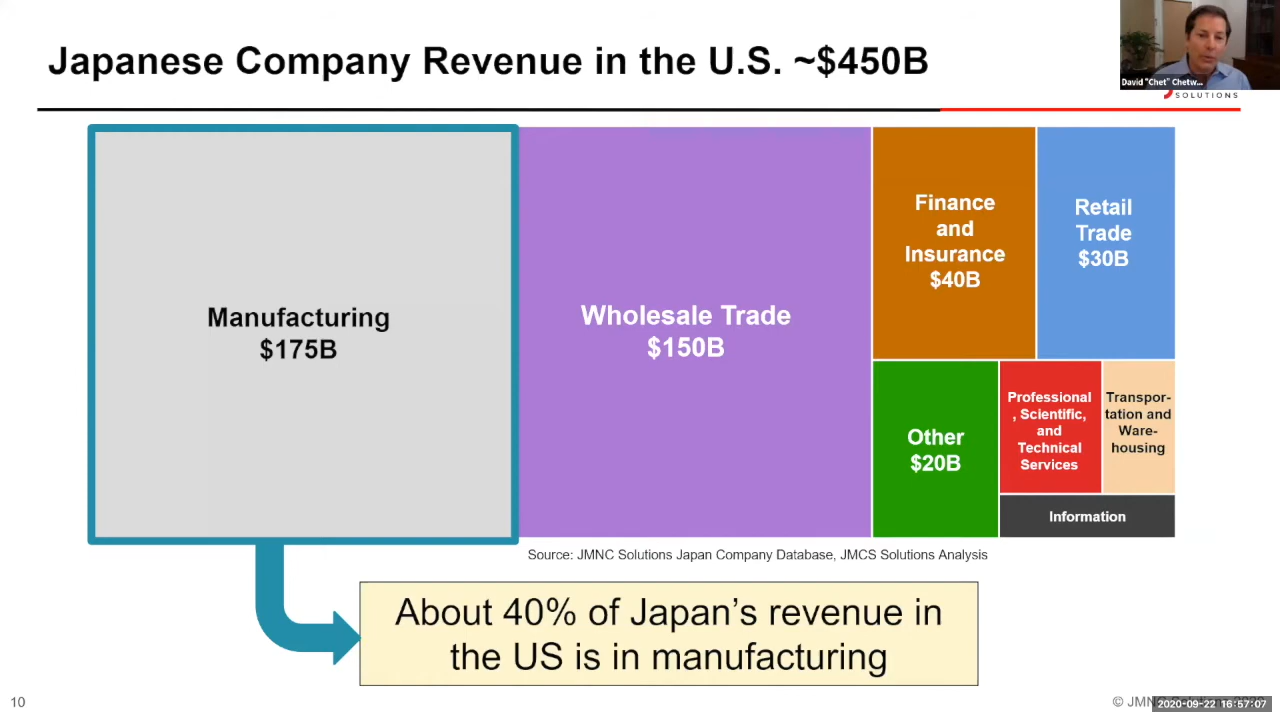 Japanese Company Revenue in the U.S. ~$450B
David "Chet" Chetw...
SOLUTIONS
Manufacturing
$175B
Wholesale Trade
$150B
Finance
and
Insurance
$40B
Retail
Trade
$30B
Other
$20B
Professional
, Scientific,
and
Technical
Services
Transpor-
tation and
Ware-
housing
Information
Source: JMNC Solutions Japan Company Database, JMCS Solutions Analysis
About 40% of Japan's revenue in
the US is in manufacturing
10
© JMNC
2020-09-22 16:57:07